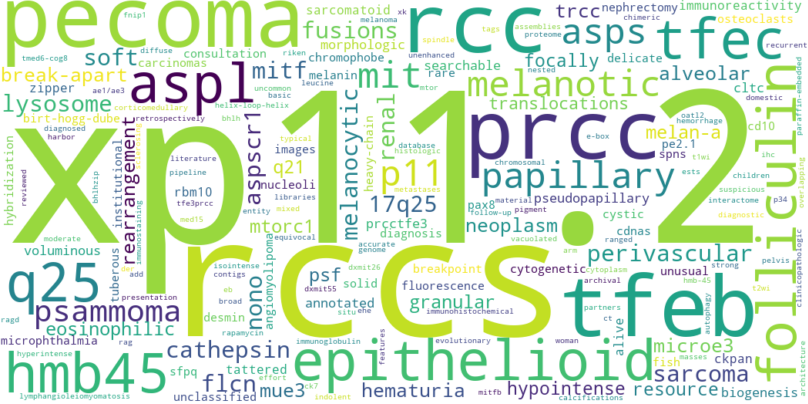 pecoma
fnip1
sarcomatoid
melanoma
carcinomas
tmed6-cog8
diffuse
riken
fusions
morphologic
rcc
xk
nephrectomy
chimeric
trcc
asps
tags
assemblies
proteome
spindle
immunoreactivity
osteoclasts
recurrent
tfec
soft
consultation
break-apart
zipper
ae1/ae3
lysosome
birt-hogg-dube
aspl
mitf
chromophobe
melanin
corticomedullary
uncommon
leucine
mit
rare
searchable
unenhanced
nested
mtor
focally
delicate
melanotic
translocations
alveolar
cltc
domestic
paraffin-embedded
hybridization
diagnosed
harbor
reviewed
retrospectively
helix-loop-helix
basic
bhlb
typical
rearrangement
institutional
immunostaining
aspscr1
images
melanocytic
heavy-chain
renal
database
histologic
prcc
oatl2
hemorrhage
e-box
chromosomal
melan-a
cd10
ihc
children
suspicious
overlapping
folliculin
xp11.2
literature
pipeline
tfe3prcc
q21
rbm10
nucleoli
libraries
entity
mixed
med15
equivocal
p11
17q25
prcctfe3
diagnosis
metastases
papillary
pe2.1
spns
t1wi
ests
interactome
p34
diagnostic
pax8
pseudopapillary
follow-up
material
pigment
accurate
genomic
cystic
cdnas
neoplasm
ranged
vacuolated
arm
pelvis
clinicopathologic
bhlhzip
moderate
voluminous
tuberous
add
der
mtorc1
isointense
contigs
q25
psammoma
presentation
eosinophilic
microphthalmia
ragd
rag
hyperintense
lymphangioleiomyomatosis
rccs
eb
broad
rapamycin
nono
angiomyolipoma
psf
annotated
desmin
situ
ehe
dxmit26
dxmit55
solid
breakpoint
fluorescence
immunohistochemical
cytogenetic
granular
unusual
archival
cytoplasm
hmb-45
strong
partners
ct
alive
autophagy
tfeb
perivascular
t2wi
hmb45
cathepsin
flcn
unclassified
sfpq
tattered
effort
mue3
ck7
immunoglobulin
evolutionary
woman
features
indolent
hematuria
calcifications
mitfb
epithelioid
hypointense
microe3
fish
masses
ckpan
sarcoma
resource
biogenesis
architecture